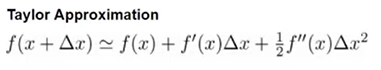 Taylor Approximation
f(x + Δx) ≃ f(x) + f′(x)Δx + ½f″(x)Δx²